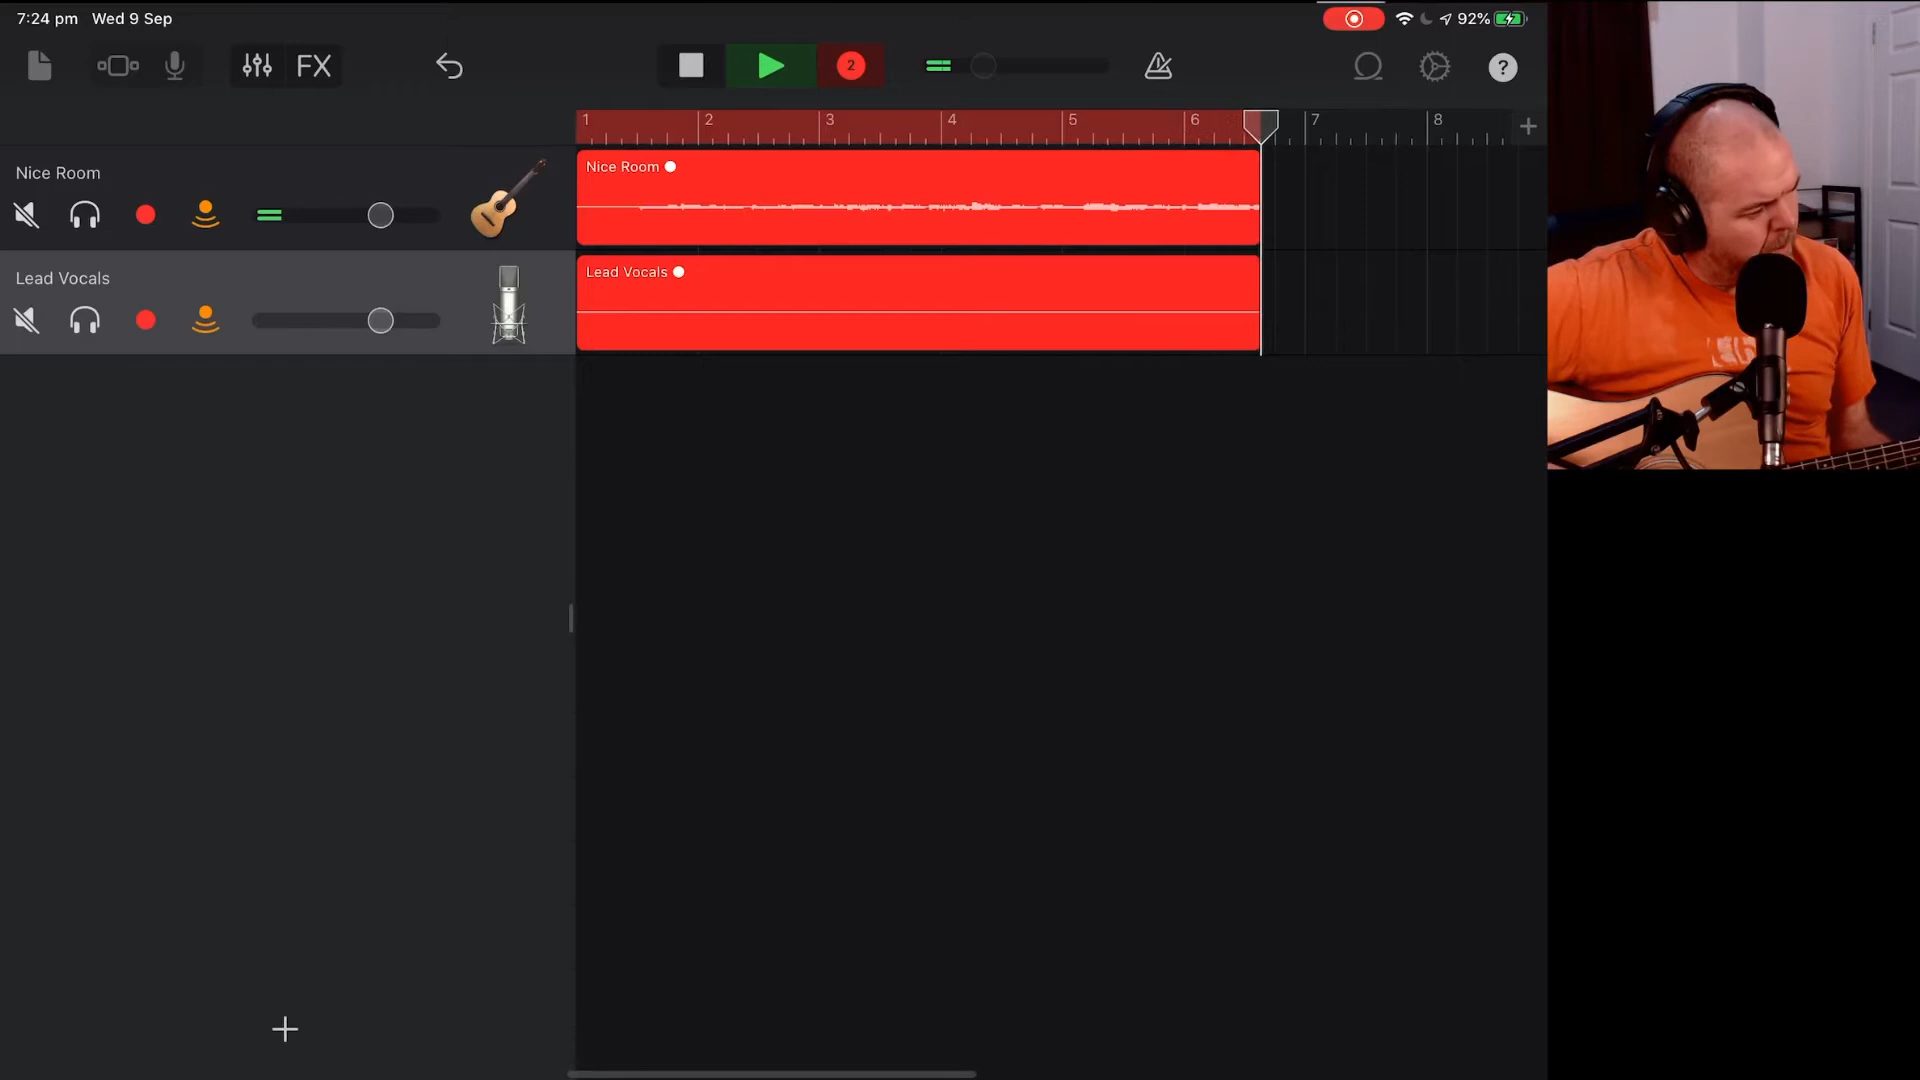 7:24 pm Wed 9 Sep
92%
FX
2
?
1 2 3 4 5 6 7 8
Nice Room
Nice Room
Lead Vocals
Lead Vocals